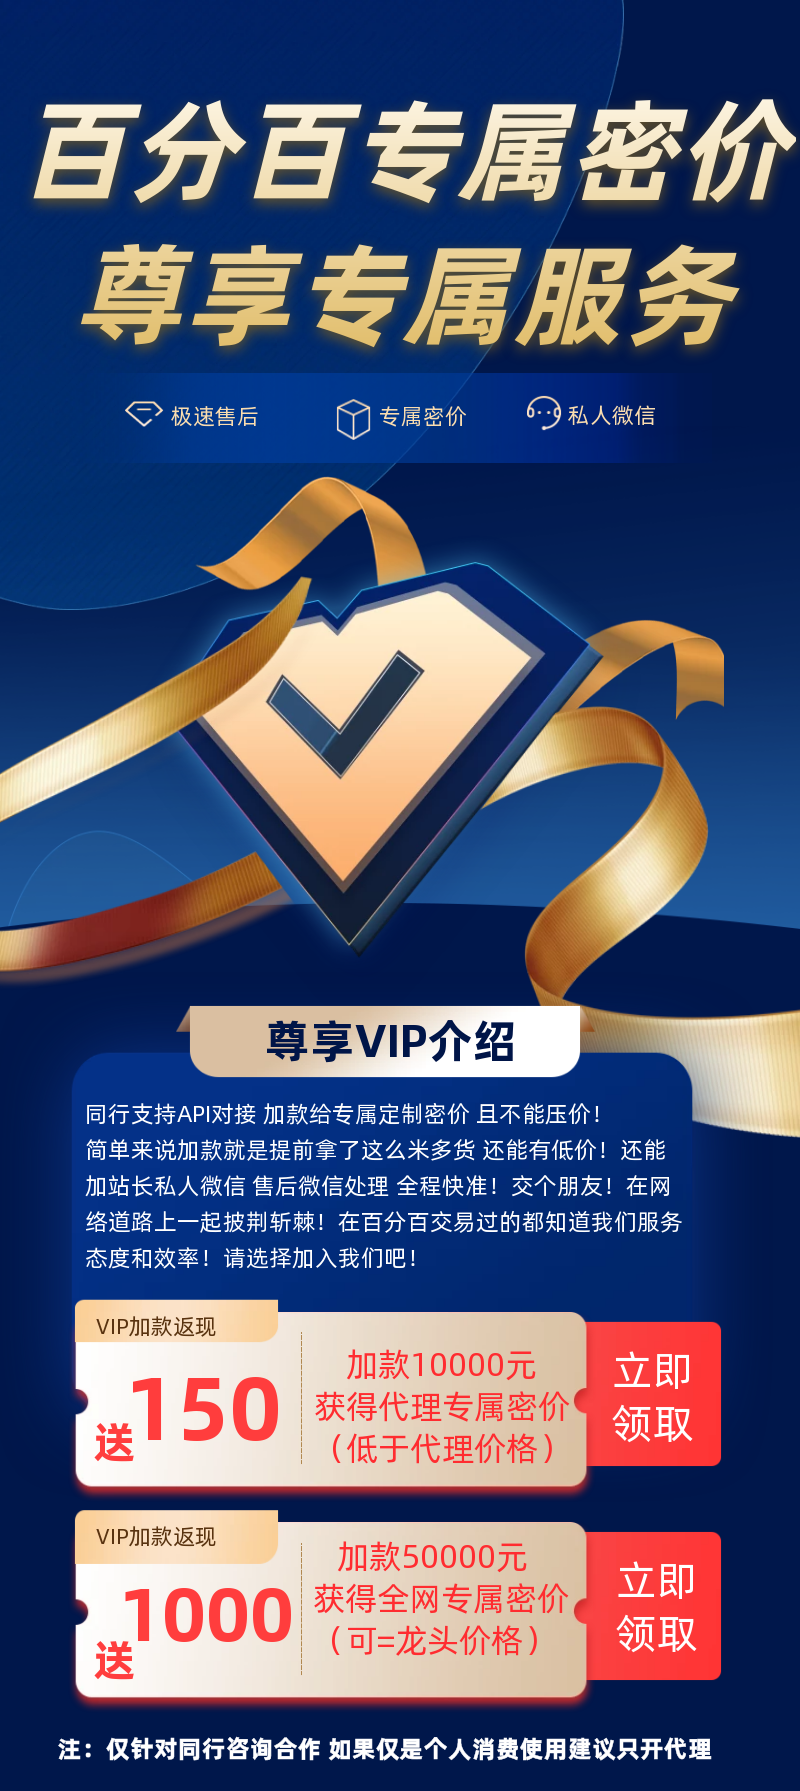 百分百专属密价
尊享专属服务
极速售后 专属密价 私人微信
尊享VIP介绍
同行支持API对接 加款给专属定制密价 且不能压价！
简单来说加款就是提前拿了这么米多货 还能有低价！还能
加站长私人微信 售后微信处理 全程快准！交个朋友！在网
络道路上一起披荆斩棘！在百分百交易过的都知道我们服务
态度和效率！请选择加入我们吧！
VIP加款返现
送150
加款10000元
获得代理专属密价
（低于代理价格）
立即
领取
VIP加款返现
送1000
加款50000元
获得全网专属密价
（可=龙头价格）
立即
领取
注：仅针对同行咨询合作 如果仅是个人消费使用建议只开代理